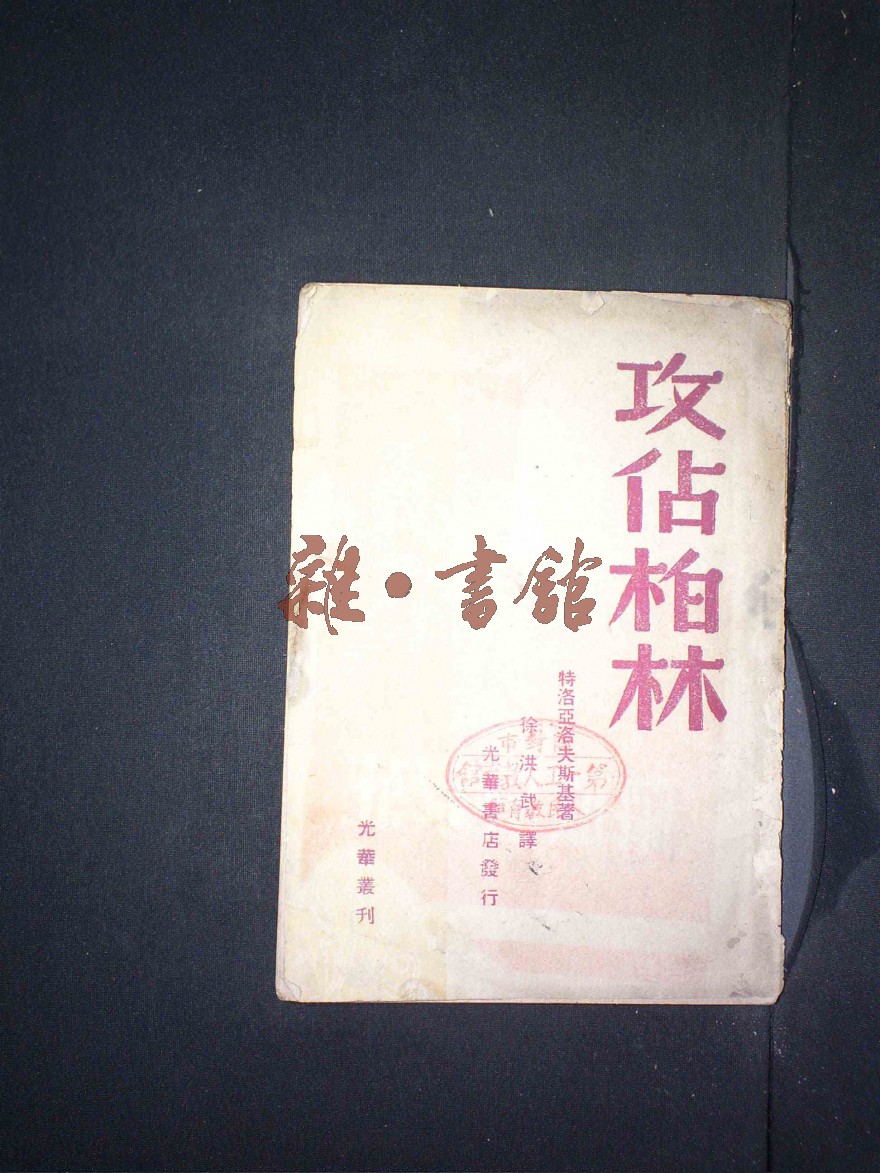 攻佔柏林
特洛亞洛夫斯基著
徐洪武譯
光華書店發行
光華叢刊
雜·書館